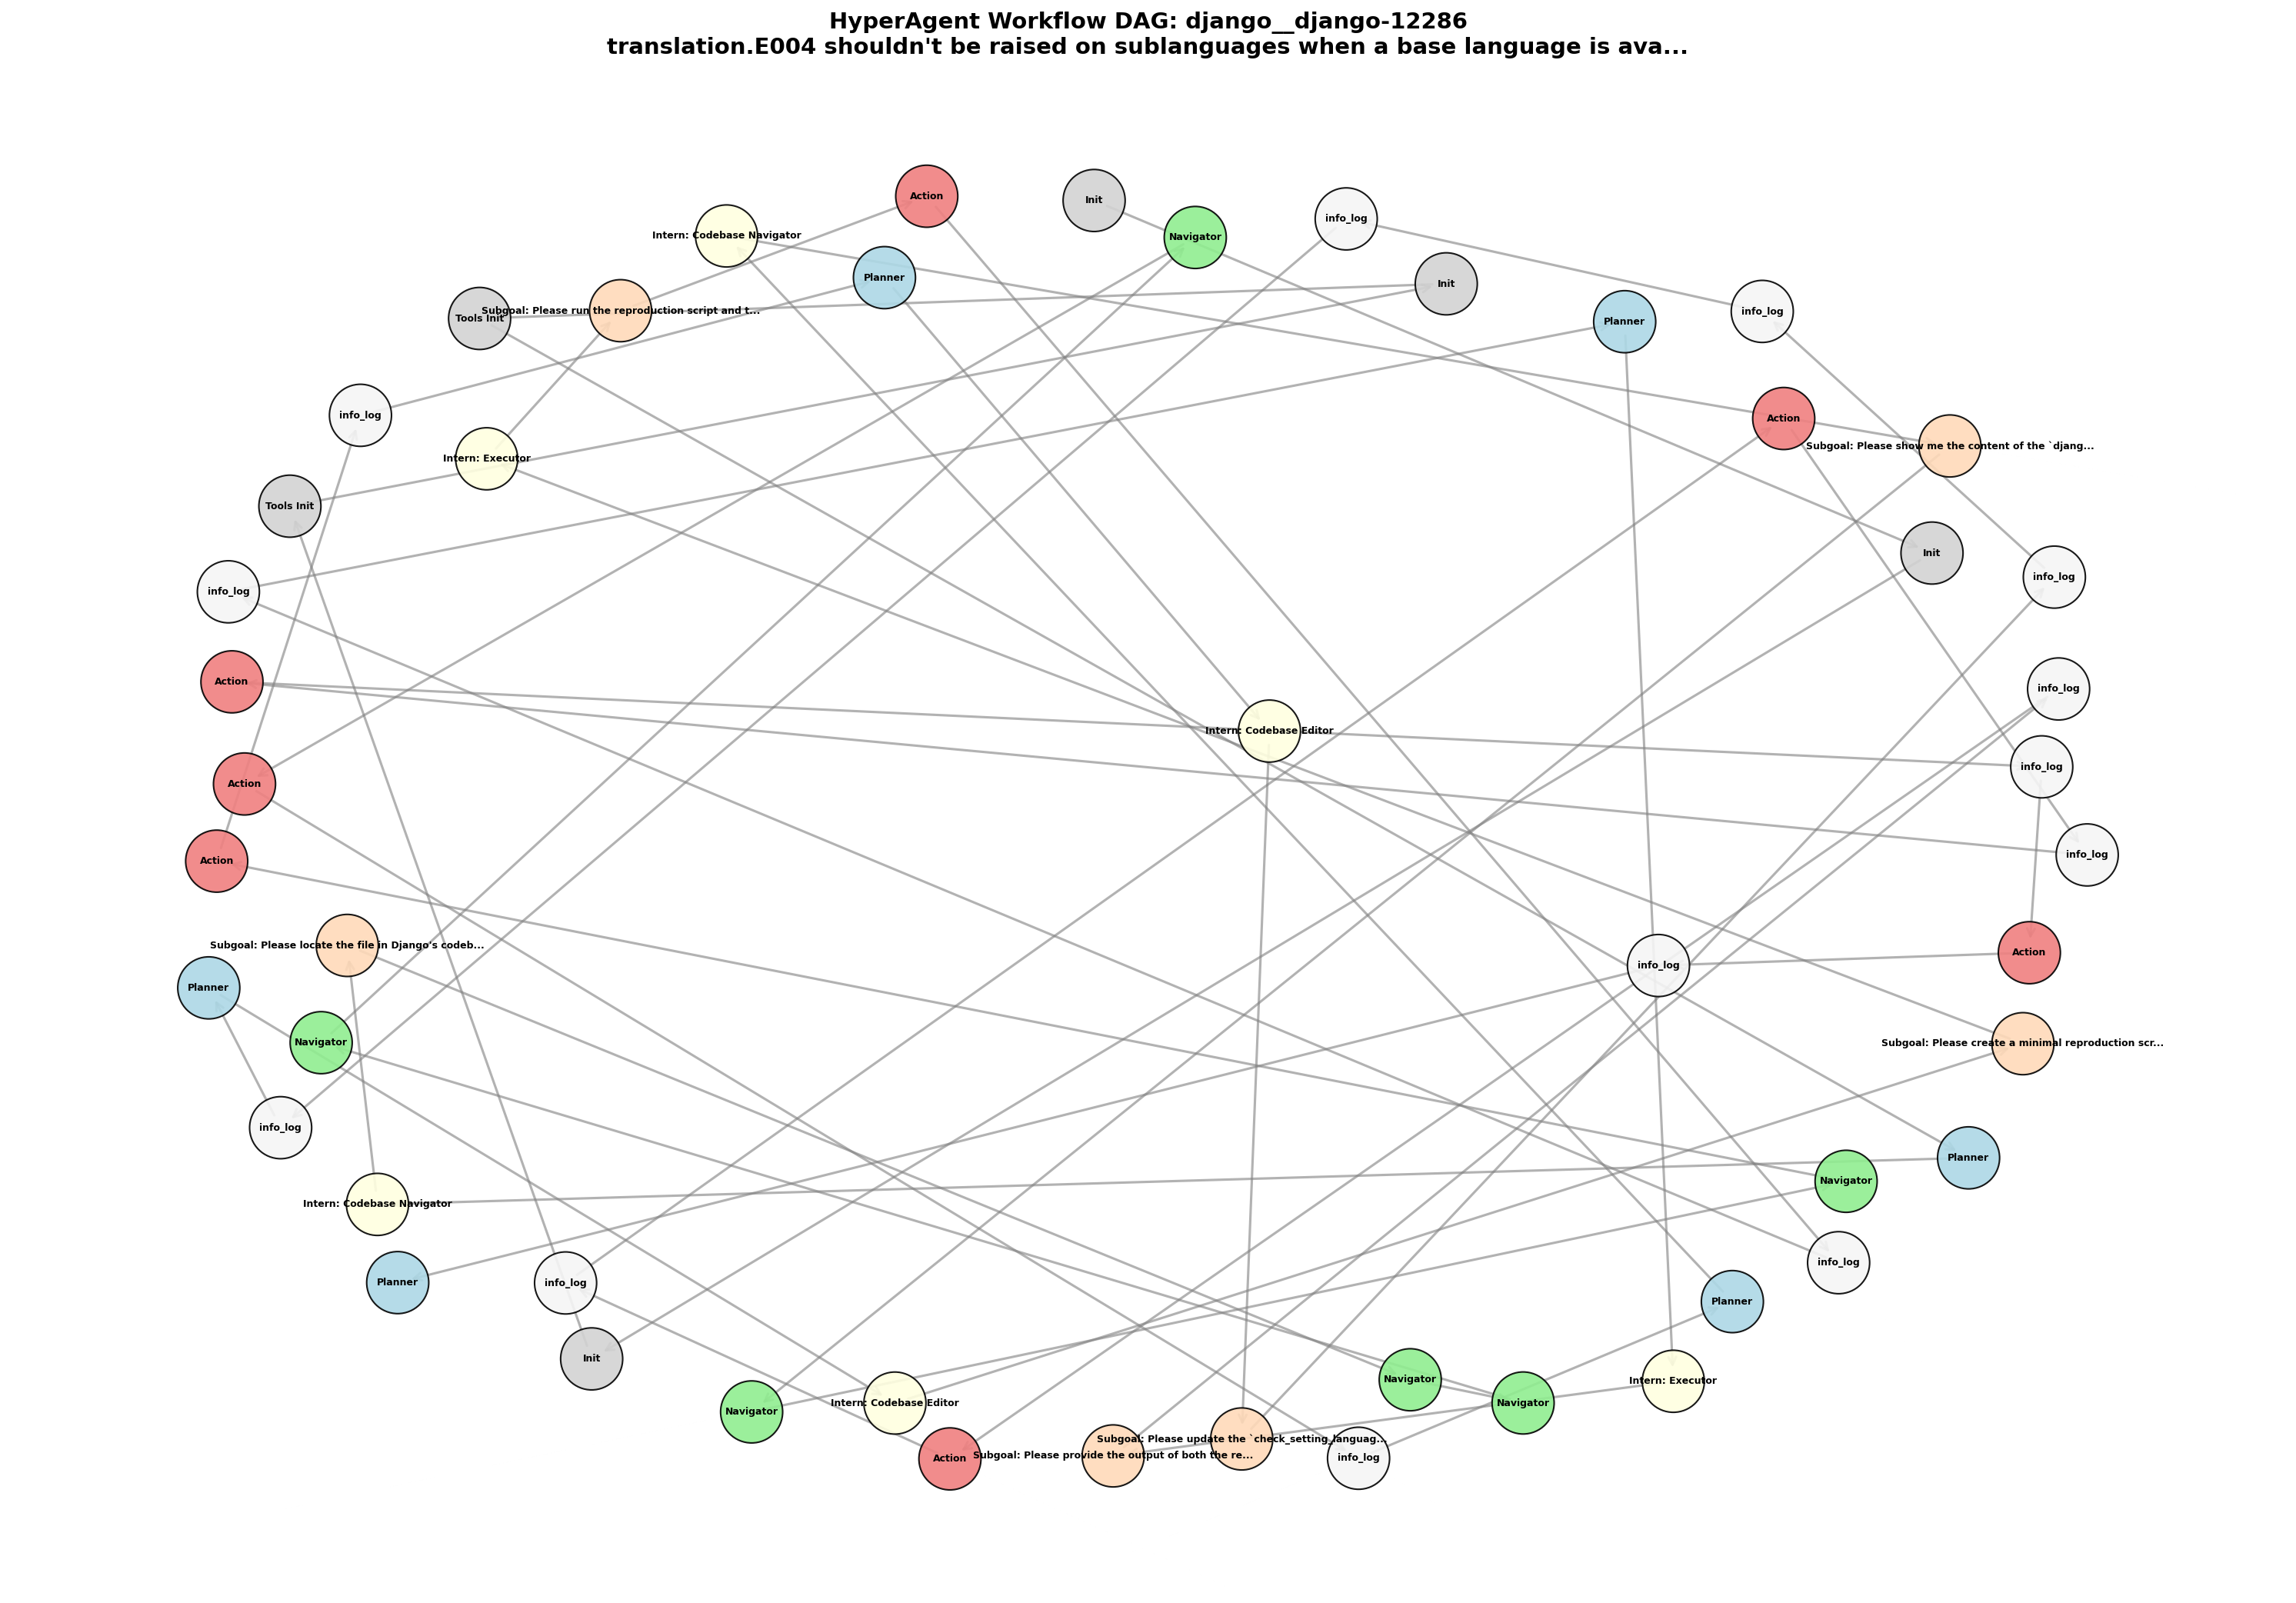 HyperAgent Workflow DAG: django__django-12286
translation.E004 shouldn't be raised on sublanguages when a base language is ava...
Action
Init
info_log
Intern: Codebase Navigator
Navigator
Planner
Init
Subgoal: Please run the reproduction script and t...
Tools Init
info_log
Planner
info_log
Action
Subgoal: Please show me the content of the `djang...
Intern: Executor
Tools Init
Init
info_log
info_log
Action
info_log
Intern: Codebase Editor
info_log
Action
info_log
Action
Subgoal: Please locate the file in Django's codeb...
Action
info_log
Planner
Navigator
Subgoal: Please create a minimal reproduction scr...
info_log
Planner
Navigator
Intern: Codebase Navigator
info_log
Planner
info_log
Planner
Init
Navigator
Intern: Executor
Intern: Codebase Editor
Navigator
Navigator
Subgoal: Please update the `check_setting_languag...
Subgoal: Please provide the output of both the re...
Action
info_log